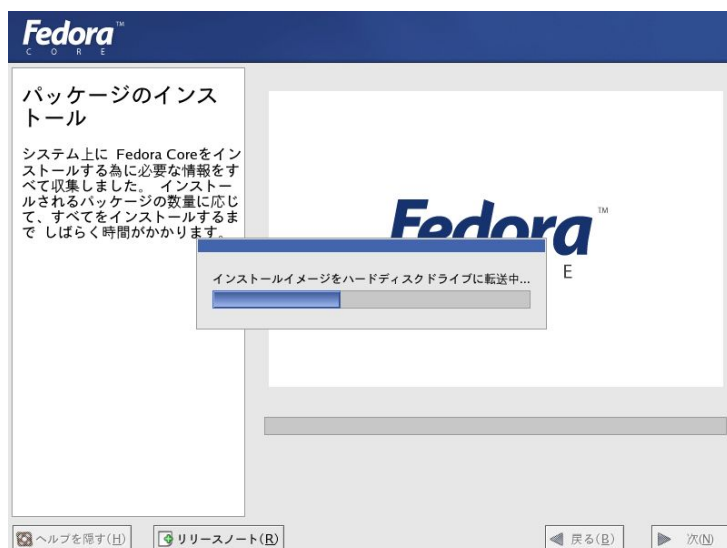 Fedora™
CORE
パッケージのインス
トール
システム上に Fedora Coreをイン
ストールする為に必要な情報をす
べて収集しました。 インストー
ルされるパッケージの数量に応じ
て、すべてをインストールするま
で しばらく時間がかかります。
Fedora™
E
インストールイメージをハードディスクドライブに転送中...
ヘルプを隠す(H)
リリースノート(R)
戻る(B)
次(N)